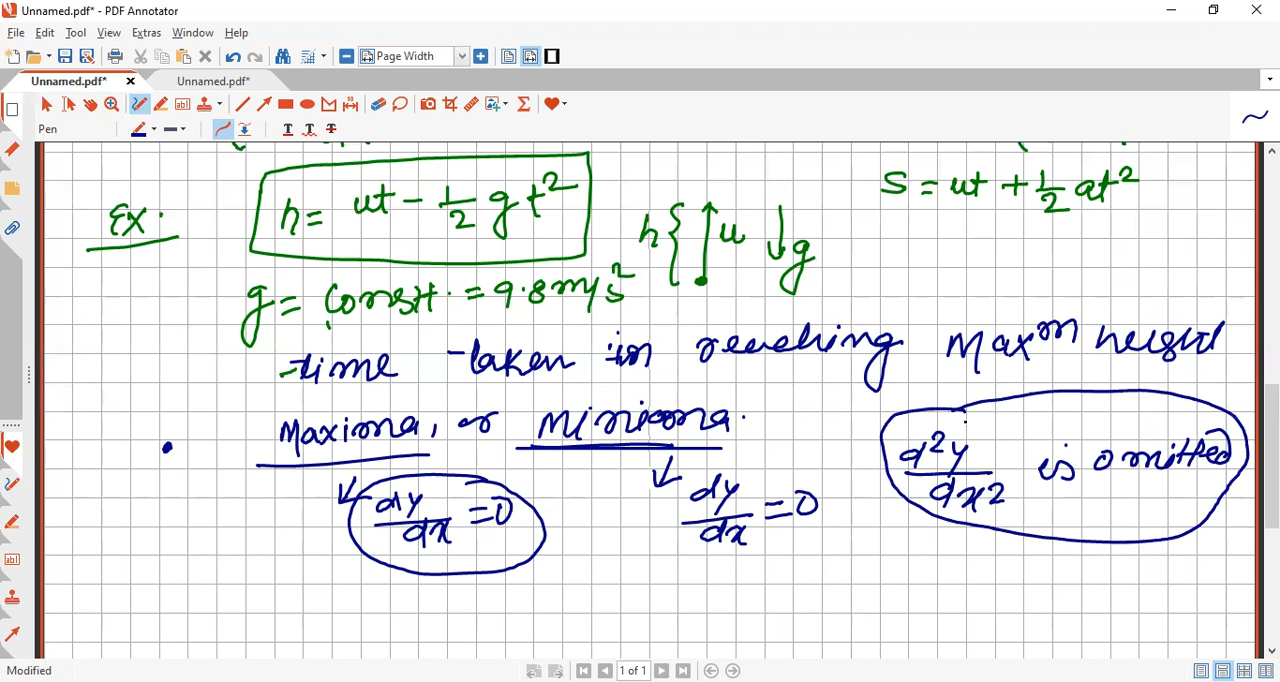 Unnamed.pdf* - PDF Annotator
File Edit Tool View Extras Window Help
Page Width
Unnamed.pdf* Unnamed.pdf*
Pen
Ex. h = ut - 1/2 g t² h { u g S = ut + 1/2 at²
g = Const. = 9.8 m/s²
time taken in reaching Maxᵐ height
Maxima, or Minima.
dy/dx = 0 dy/dx = 0 d²y/dx² is omitted
Modified 1 of 1